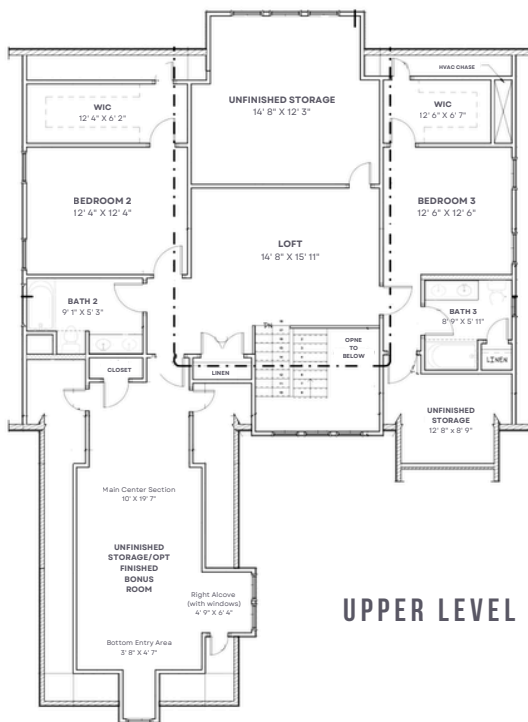 HVAC CHASE
WIC
12' 4" X 6' 2"
UNFINISHED STORAGE
14' 8" X 12' 3"
WIC
12' 6" X 6' 7"
BEDROOM 2
12' 4" X 12' 4"
BEDROOM 3
12' 6" X 12' 6"
LOFT
14' 8" X 15' 11"
BATH 2
9' 1" X 5' 3"
BATH 3
8' 9" X 5' 11"
OPNE
TO
BELOW
LINEN
CLOSET
LINEN
UNFINISHED
STORAGE
12' 8" x 8' 9"
Main Center Section
10' X 19' 7"
UNFINISHED
STORAGE/OPT
FINISHED
BONUS
ROOM
Right Alcove
(with windows)
4' 9" X 6' 4"
Bottom Entry Area
3' 8" X 4' 7"
UPPER LEVEL